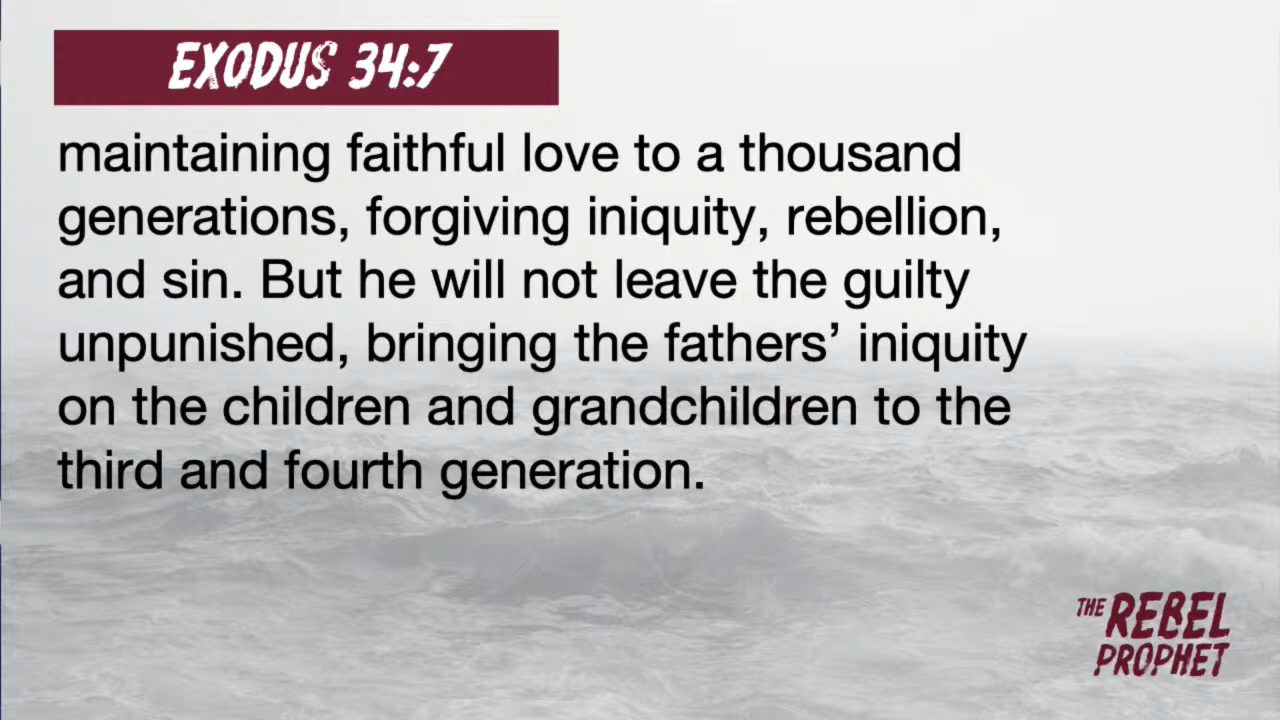 EXODUS 34:7
maintaining faithful love to a thousand
generations, forgiving iniquity, rebellion,
and sin. But he will not leave the guilty
unpunished, bringing the fathers’ iniquity
on the children and grandchildren to the
third and fourth generation.
THE REBEL
PROPHET